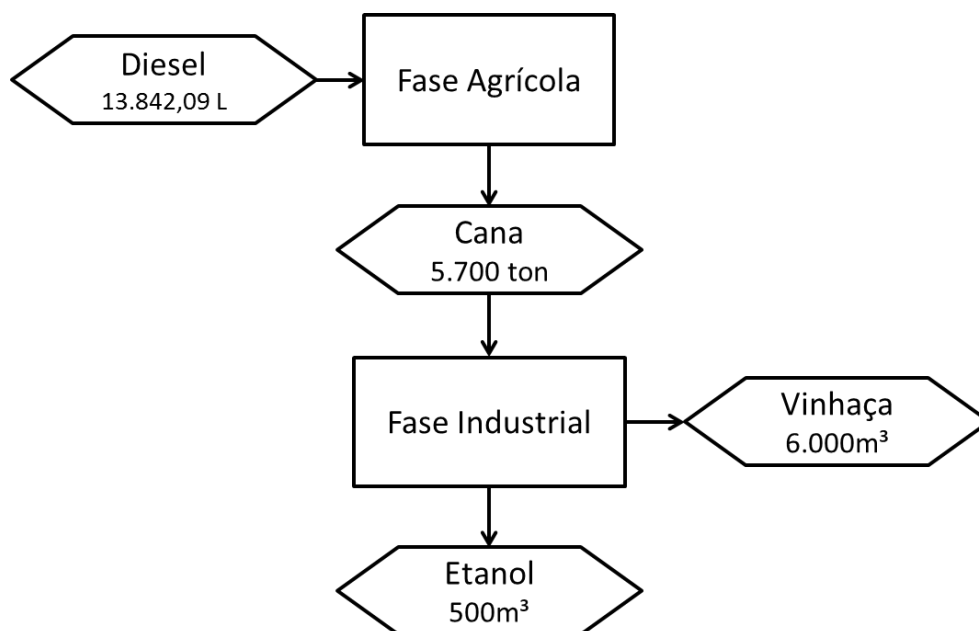 Diesel
13.842,09 L
Fase Agrícola
Cana
5.700 ton
Fase Industrial
Vinhaça
6.000m³
Etanol
500m³